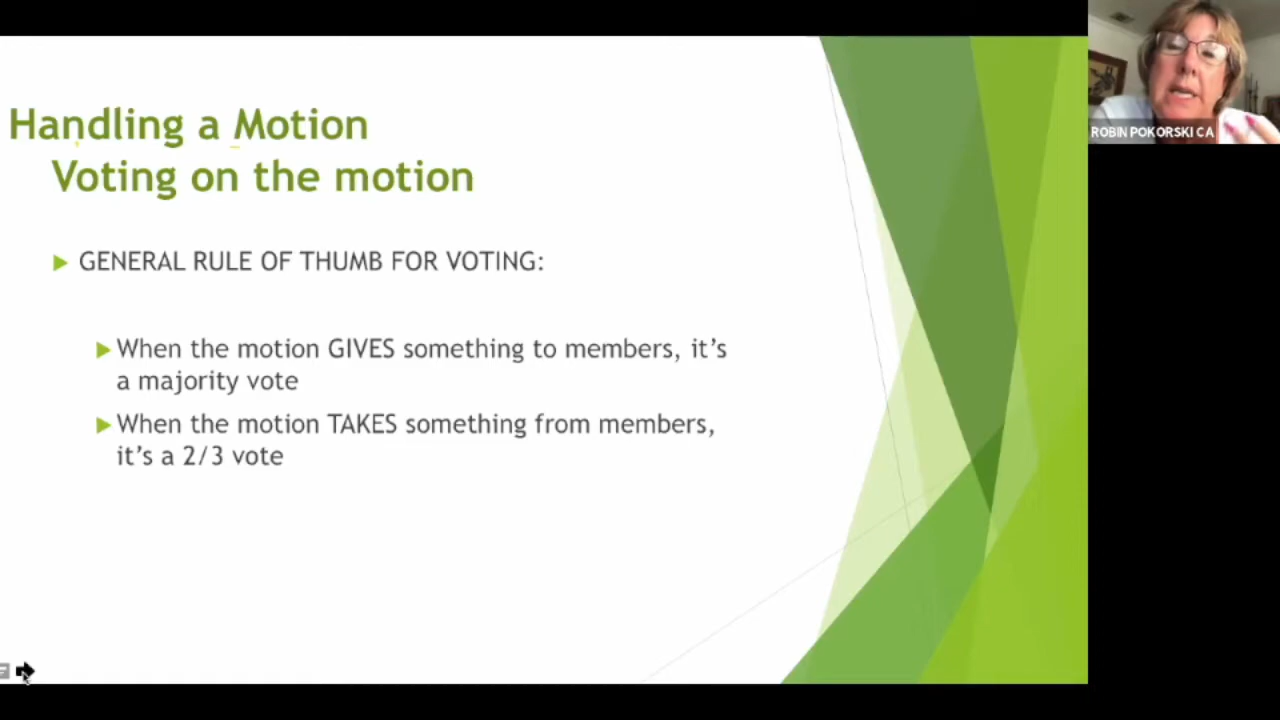 Handling a Motion
Voting on the motion
GENERAL RULE OF THUMB FOR VOTING:
When the motion GIVES something to members, it's
a majority vote
When the motion TAKES something from members,
it's a 2/3 vote
ROBIN POKORSKI CA